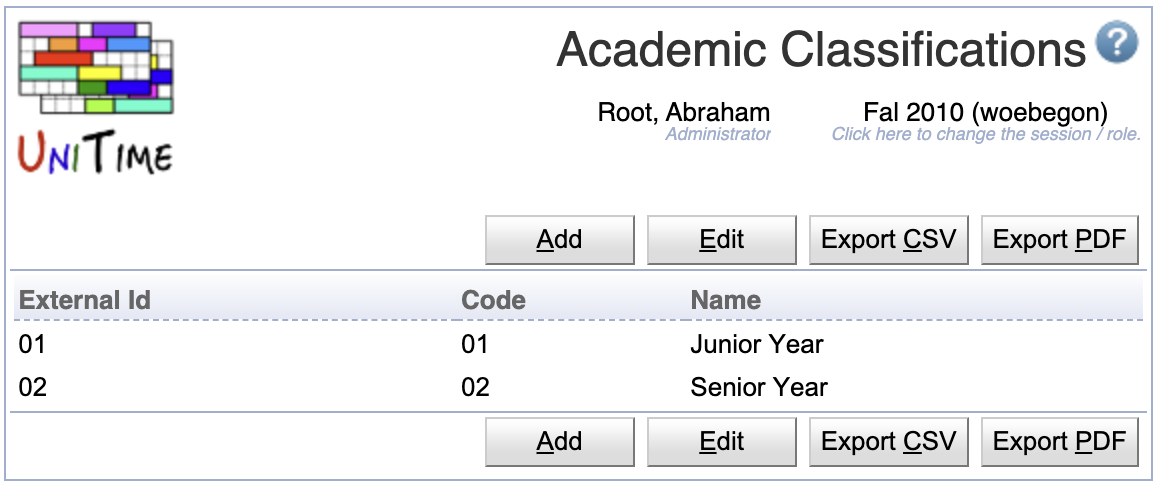 Academic Classifications ?
Root, Abraham Fal 2010 (woebegon)
Administrator Click here to change the session / role.
UNITIME
Add Edit Export CSV Export PDF
External Id Code Name
01 01 Junior Year
02 02 Senior Year
Add Edit Export CSV Export PDF